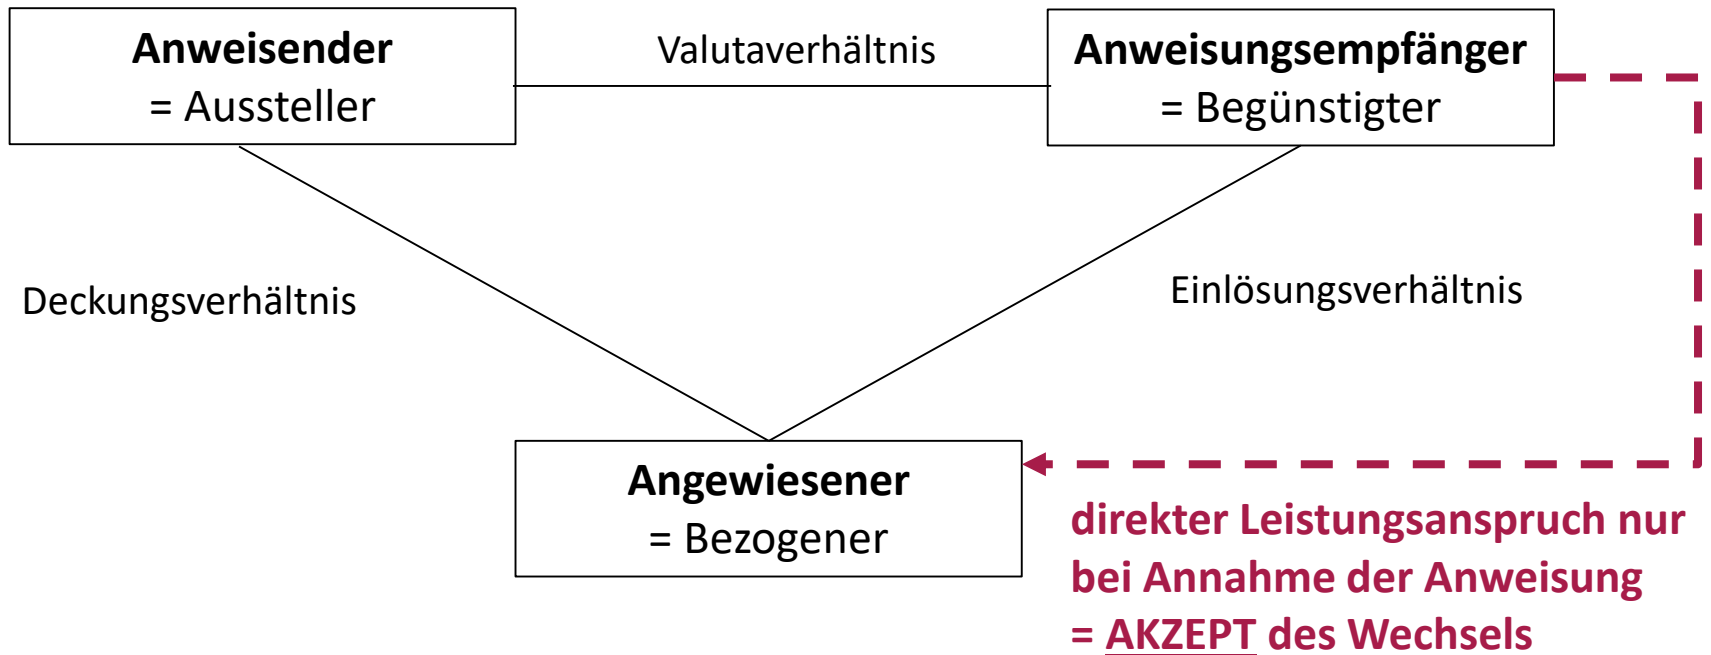 Anweisender
= Aussteller
Valutaverhältnis
Anweisungsempfänger
= Begünstigter
Deckungsverhältnis
Einlösungsverhältnis
Angewiesener
= Bezogener
direkter Leistungsanspruch nur
bei Annahme der Anweisung
= AKZEPT des Wechsels